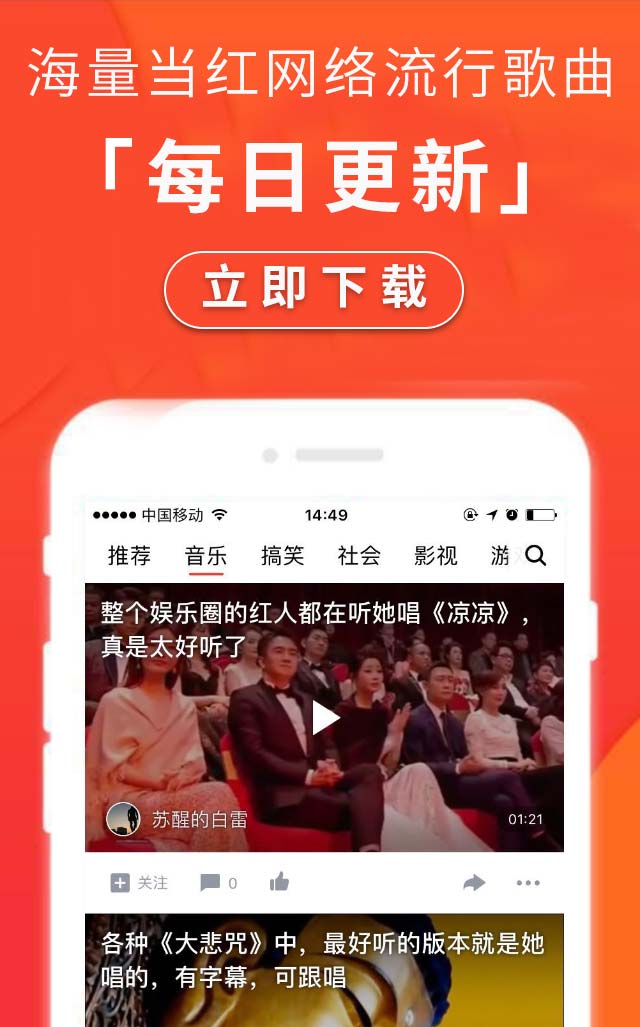 海量当红网络流行歌曲
「每日更新」
立即下载
中国移动
14:49
推荐 音乐 搞笑 社会 影视 游
整个娱乐圈的红人都在听她唱《凉凉》,
真是太好听了
苏醒的白雷
01:21
关注 0
各种《大悲咒》中，最好听的版本就是她
唱的，有字幕，可跟唱